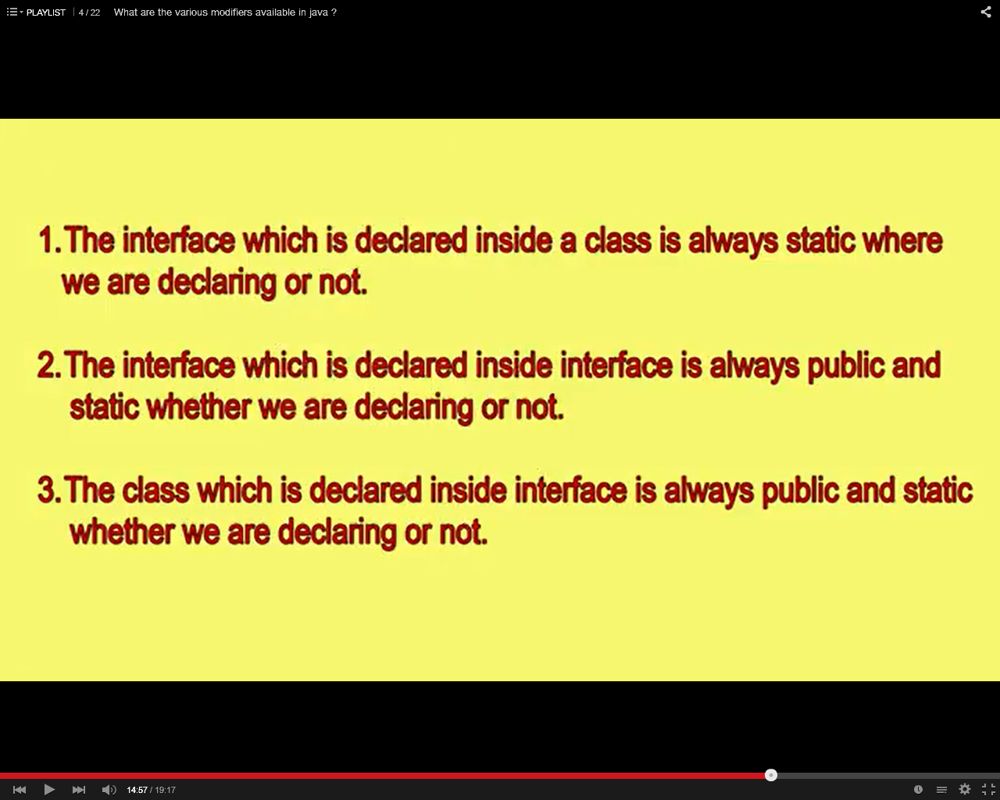 PLAYLIST 4 / 22 What are the various modifiers available in java ?
1. The interface which is declared inside a class is always static where
we are declaring or not.
2. The interface which is declared inside interface is always public and
static whether we are declaring or not.
3. The class which is declared inside interface is always public and static
whether we are declaring or not.
14:57 / 19:17